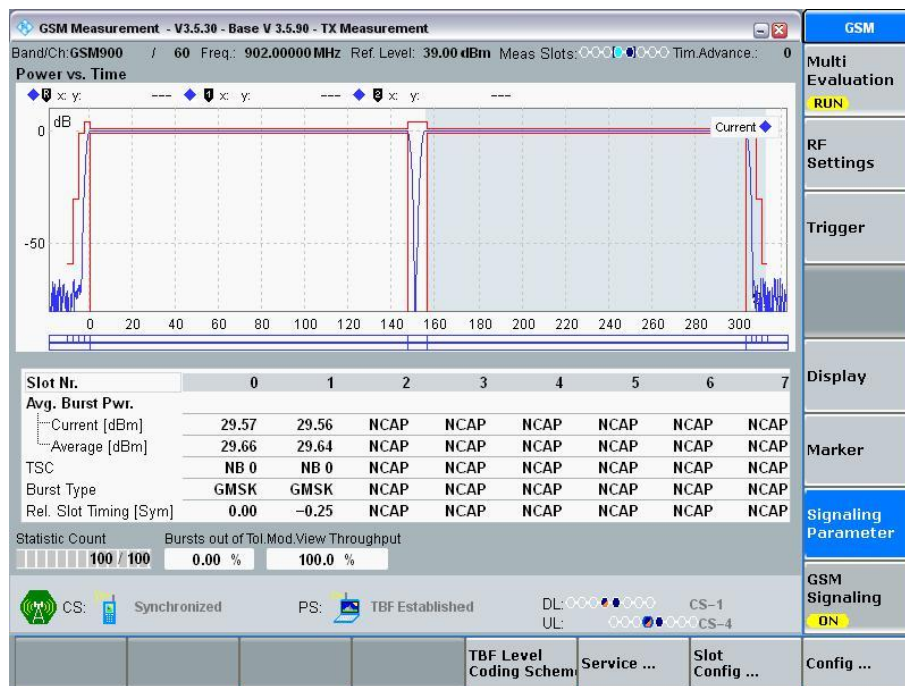 GSM Measurement - V3.5.30 - Base V 3.5.90 - TX Measurement
GSM
Band/Ch:GSM900 / 60 Freq.: 902.00000 MHz Ref. Level: 39.00 dBm Meas Slots: Tim.Advance.: 0
Power vs. Time
x: y: --- x: y: --- x: y: ---
dB
Current
0
-50
0 20 40 60 80 100 120 140 160 180 200 220 240 260 280 300
Slot Nr. 0 1 2 3 4 5 6 7
Avg. Burst Pwr.
Current [dBm] 29.57 29.56 NCAP NCAP NCAP NCAP NCAP NCAP
Average [dBm] 29.66 29.64 NCAP NCAP NCAP NCAP NCAP NCAP
TSC NB 0 NB 0 NCAP NCAP NCAP NCAP NCAP NCAP
Burst Type GMSK GMSK NCAP NCAP NCAP NCAP NCAP NCAP
Rel. Slot Timing [Sym] 0.00 −0.25 NCAP NCAP NCAP NCAP NCAP NCAP
Statistic Count Bursts out of Tol. Mod.View Throughput
100 / 100 0.00 % 100.0 %
CS: Synchronized PS: TBF Established DL: CS−1
UL: CS−4
Multi
Evaluation
RUN
RF
Settings
Trigger
Display
Marker
Signaling
Parameter
GSM
Signaling
ON
TBF Level
Coding Schem
Service ...
Slot
Config ...
Config ...